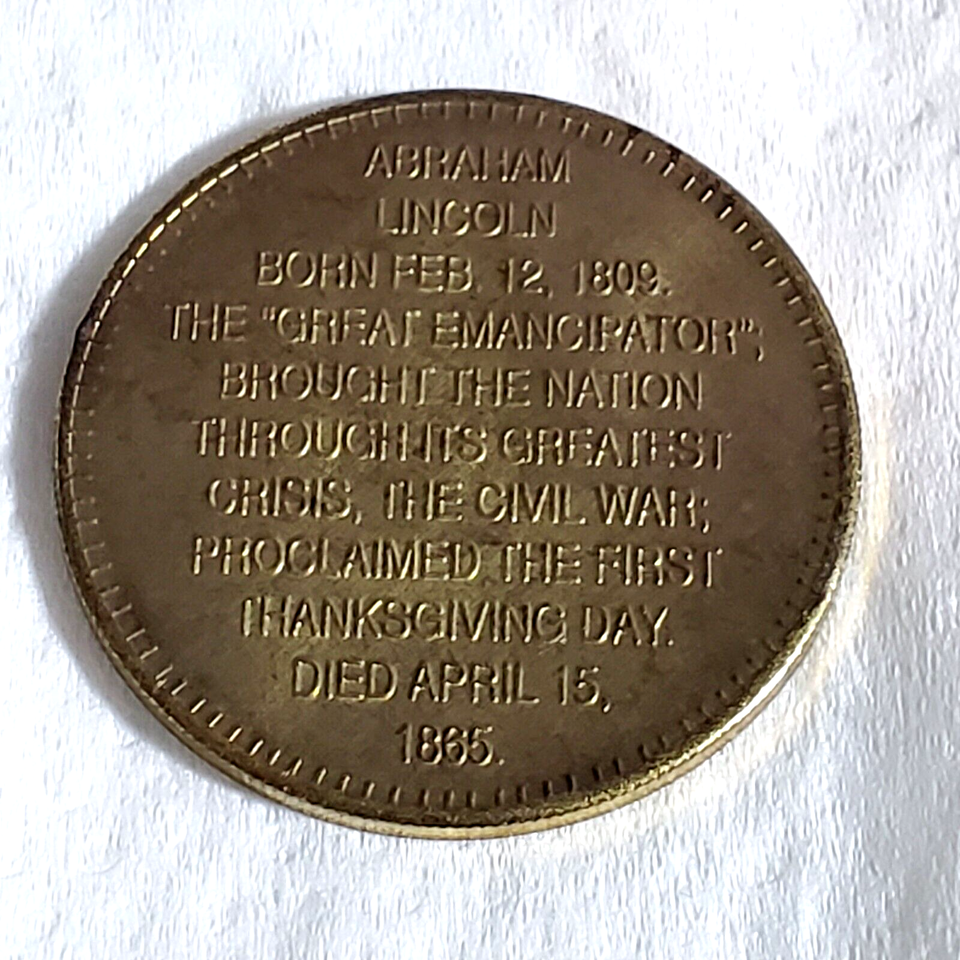 ABRAHAM
LINCOLN
BORN FEB. 12, 1809.
THE "GREAT EMANCIPATOR";
BROUGHT THE NATION
THROUGH ITS GREATEST
CRISIS, THE CIVIL WAR;
PROCLAIMED THE FIRST
THANKSGIVING DAY.
DIED APRIL 15,
1865.